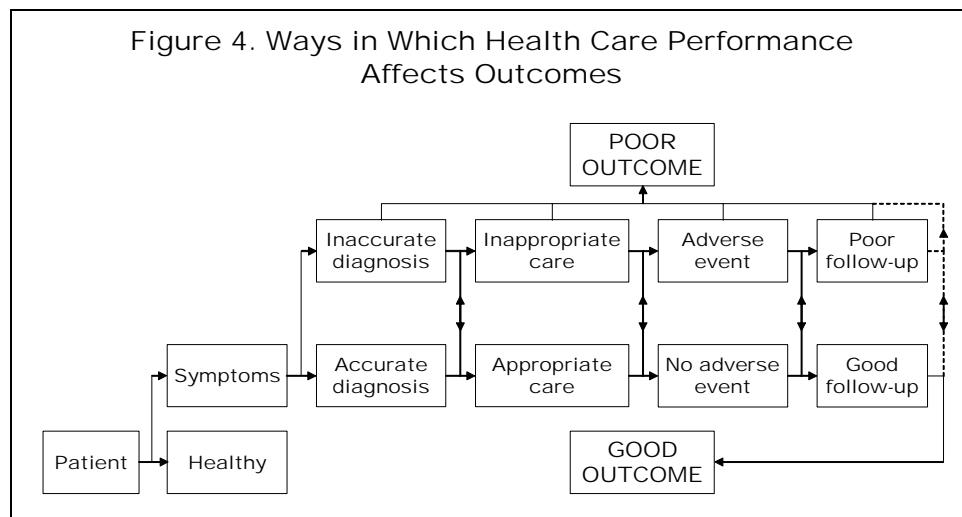 Figure 4. Ways in Which Health Care Performance
Affects Outcomes
POOR
OUTCOME
Inaccurate
diagnosis
Inappropriate
care
Adverse
event
Poor
follow-up
Symptoms
Accurate
diagnosis
Appropriate
care
No adverse
event
Good
follow-up
Patient
Healthy
GOOD
OUTCOME